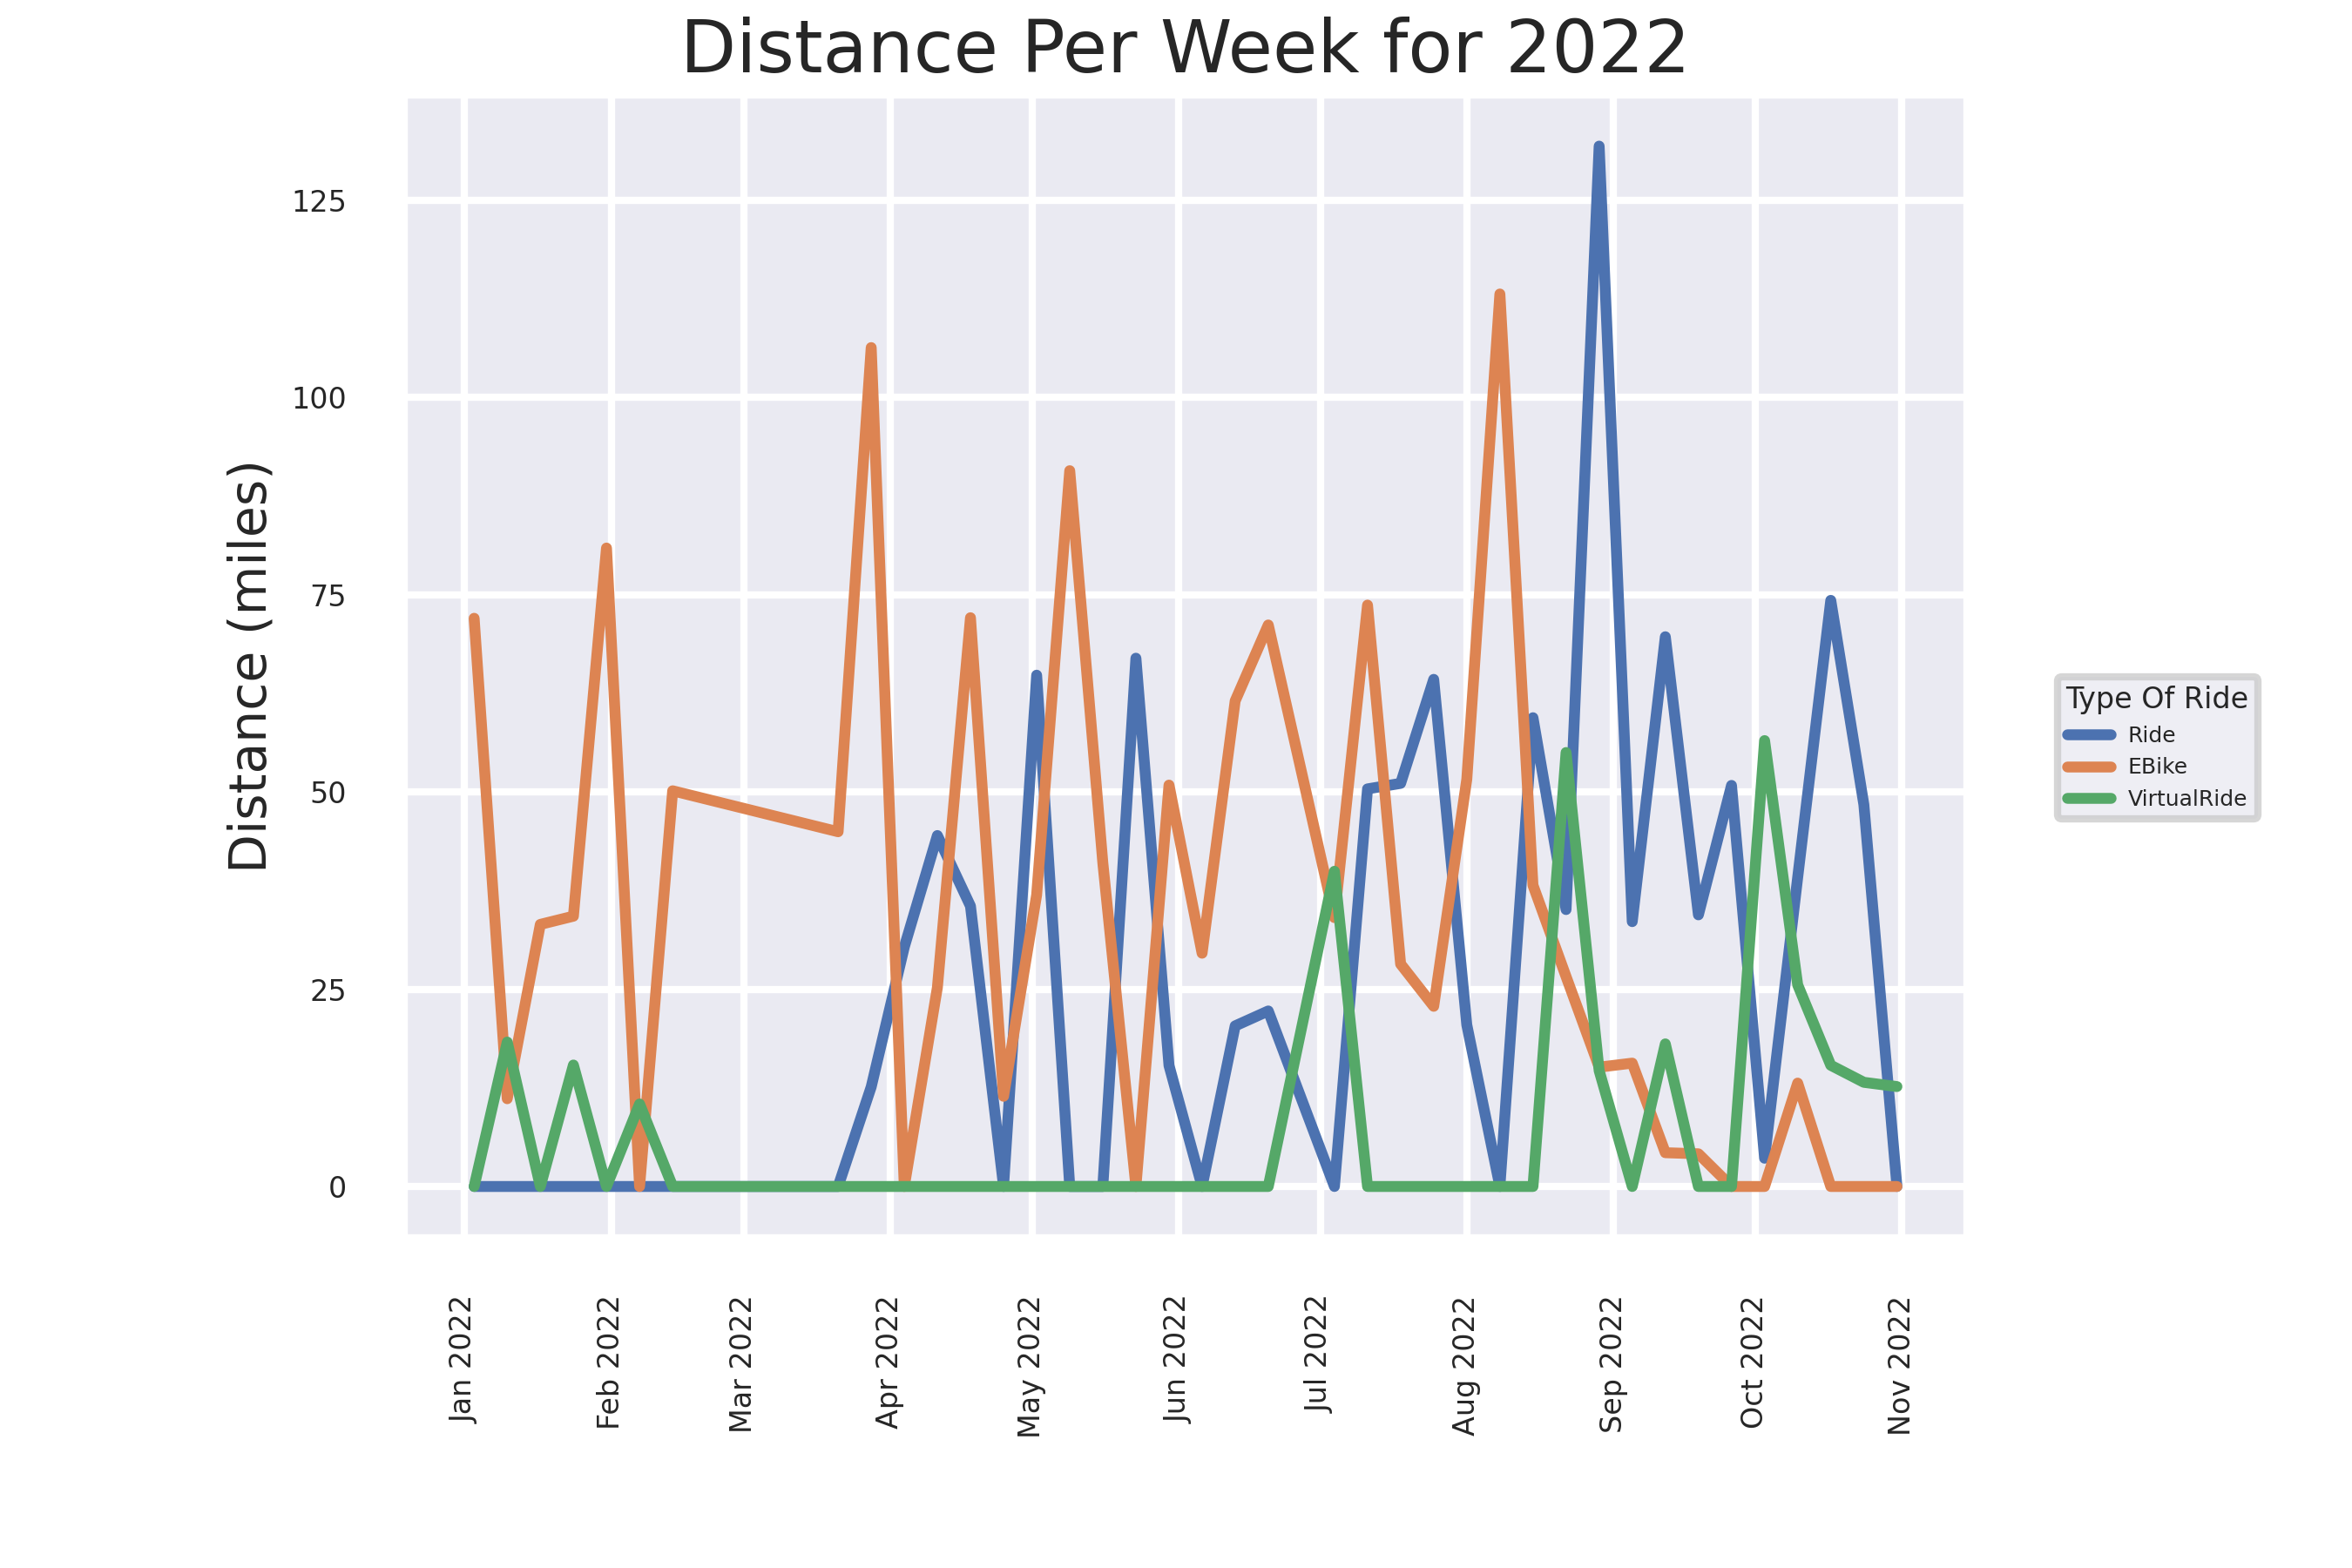 Distance Per Week for 2022
Distance (miles)
125
100
75
50
25
0
Jan 2022
Feb 2022
Mar 2022
Apr 2022
May 2022
Jun 2022
Jul 2022
Aug 2022
Sep 2022
Oct 2022
Nov 2022
Type Of Ride
Ride
EBike
VirtualRide